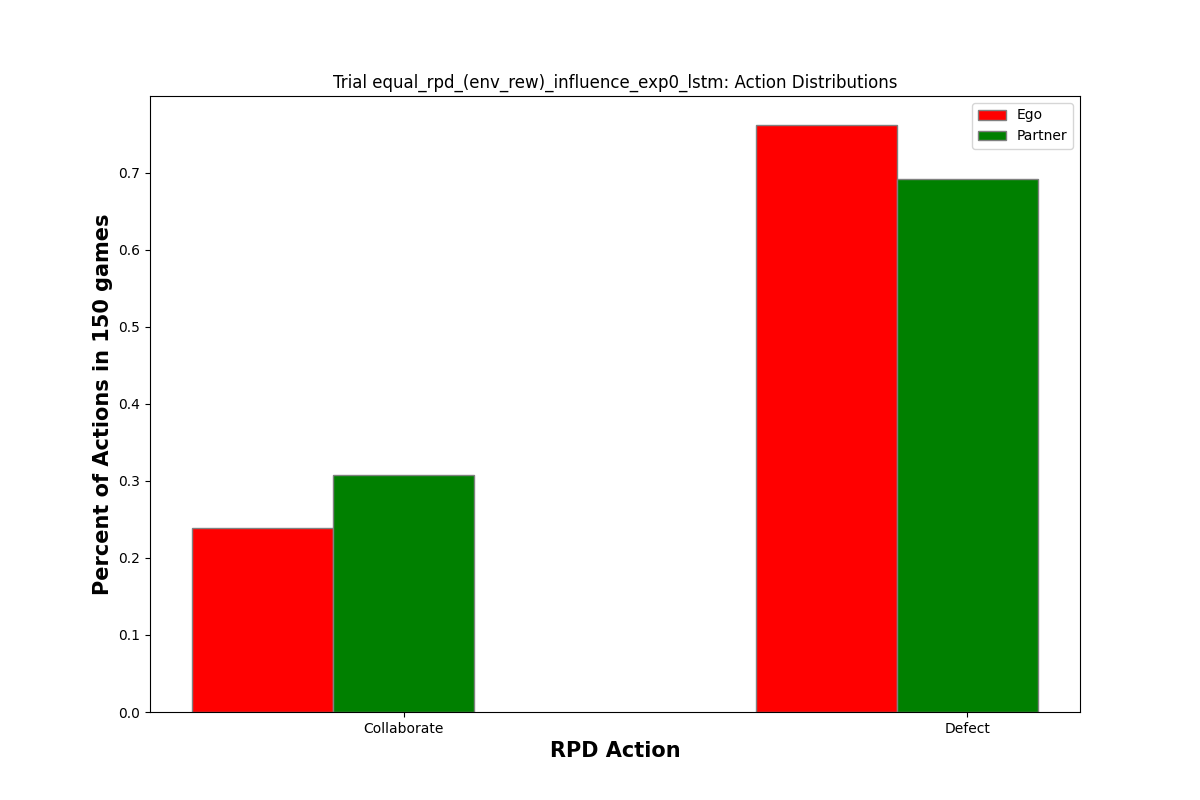 Trial equal_rpd_(env_rew)_influence_exp0_lstm: Action Distributions
Ego
Partner
0.7
0.6
0.5
0.4
0.3
0.2
0.1
0.0
Percent of Actions in 150 games
Collaborate
Defect
RPD Action